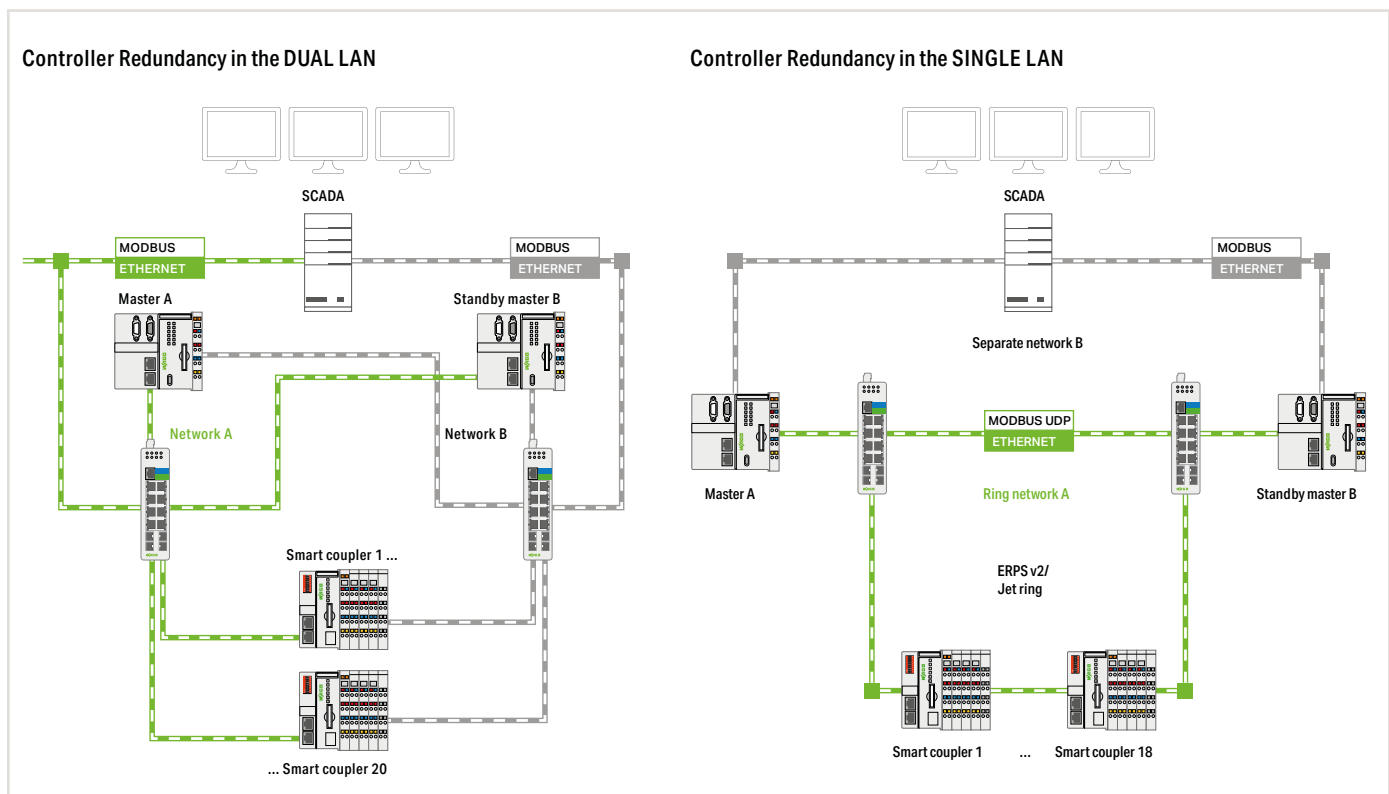 Controller Redundancy in the DUAL LAN
SCADA
MODBUS
ETHERNET
MODBUS
ETHERNET
Master A
Standby master B
Network A
Network B
Smart coupler 1 ...
... Smart coupler 20
Controller Redundancy in the SINGLE LAN
SCADA
MODBUS
ETHERNET
Separate network B
MODBUS UDP
ETHERNET
Master A
Ring network A
Standby master B
ERPS v2/
Jet ring
Smart coupler 1
...
Smart coupler 18